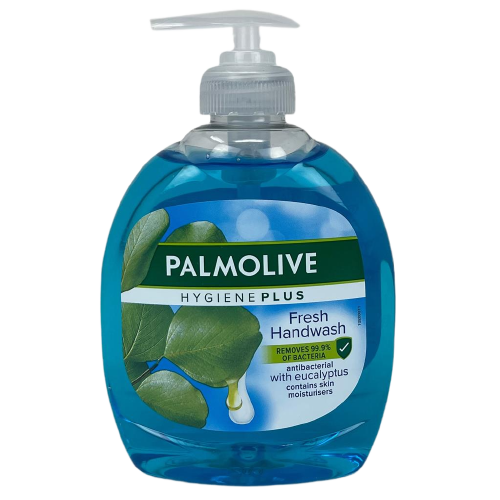 PALMOLIVE
HYGIENE PLUS
Fresh
Handwash
REMOVES 99.9%
OF BACTERIA
antibacterial
with eucalyptus
contains skin
moisturisers